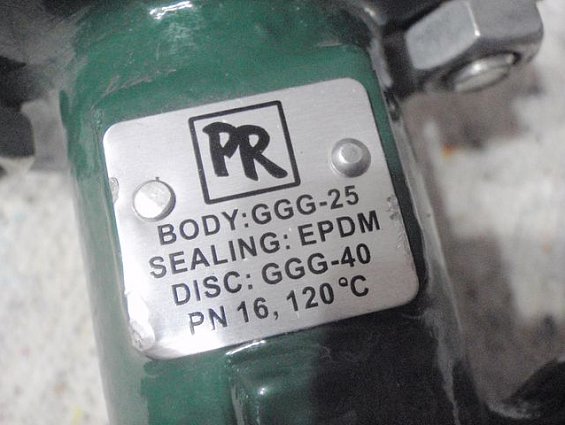 PR
BODY:GGG-25
SEALING: EPDM
DISC: GGG-40
PN 16, 120 °C